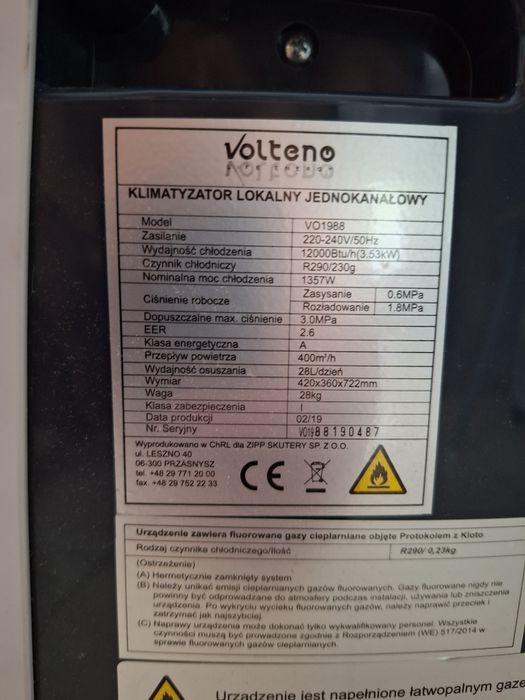 Volteno
KLIMATYZATOR LOKALNY JEDNOKANAŁOWY
Model VO1988
Zasilanie 220-240V/50Hz
Wydajność chłodzenia 12000Btu/h(3.53kW)
Czynnik chłodniczy R290/230g
Nominalna moc chłodzenia 1357W
Ciśnienie robocze Zasysanie 0.6MPa
Rozładowanie 1.8MPa
Dopuszczalne max. ciśnienie 3.0MPa
EER 2.6
Klasa energetyczna A
Przepływ powietrza 400m³/h
Wydajność osuszania 28L/dzień
Wymiar 420x360x722mm
Waga 28kg
Klasa zabezpieczenia I
Data produkcji 02/19
Nr. Seryjny VO1988190487
Wyprodukowano w ChRL dla ZIPP SKUTERY SP. Z O.O.
ul. LESZNO 40
06-300 PRZASNYSZ
tel. +48 29 771 20 00
fax. +48 29 752 22 33
CE
Urządzenie zawiera fluorowane gazy cieplarniane objęte Protokołem z Kioto
Rodzaj czynnika chłodniczego/Ilość R290/ 0,23kg
(Ostrzeżenie)
(A) Hermetycznie zamknięty system
(B) Należy unikać emisji cieplarnianych gazów fluorowanych. Gazy fluorowane nigdy nie
powinny być odprowadzane do atmosfery podczas instalacji, używania lub zniszczenia
urządzenia. Po wykryciu wycieku fluorowanych gazów, należy naprawić przeciek i
zatrzymać jak najszybciej.
(C) Naprawy urządzenia może dokonać tylko wykwalifikowany personel. Wszystkie
czynności muszą być prowadzone zgodnie z Rozporządzeniem (WE) 517/2014 w
sprawie fluorowanych gazów cieplarnianych.
Urządzenie jest napełnione łatwopalnym gaze